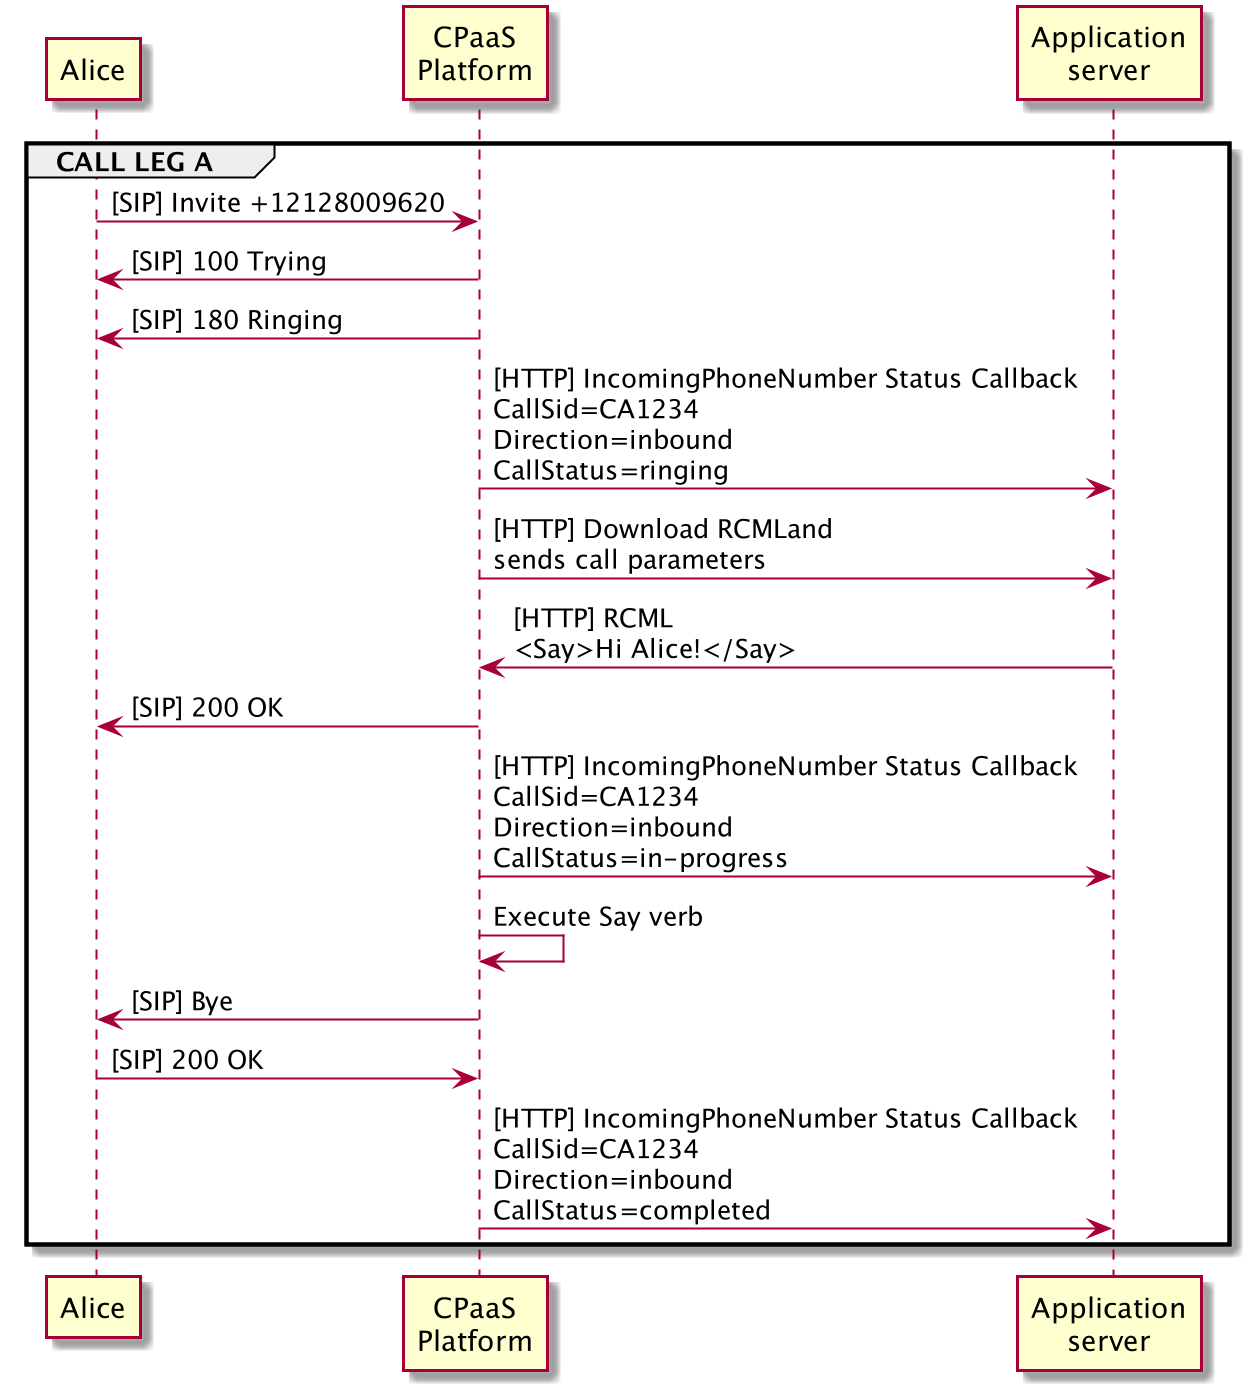 Alice
CPaaS
Platform
Application
server
CALL LEG A
[SIP] Invite +12128009620
[SIP] 100 Trying
[SIP] 180 Ringing
[HTTP] IncomingPhoneNumber Status Callback
CallSid=CA1234
Direction=inbound
CallStatus=ringing
[HTTP] Download RCMLand
sends call parameters
[HTTP] RCML
<Say>Hi Alice!</Say>
[SIP] 200 OK
[HTTP] IncomingPhoneNumber Status Callback
CallSid=CA1234
Direction=inbound
CallStatus=in-progress
Execute Say verb
[SIP] Bye
[SIP] 200 OK
[HTTP] IncomingPhoneNumber Status Callback
CallSid=CA1234
Direction=inbound
CallStatus=completed
Alice
CPaaS
Platform
Application
server